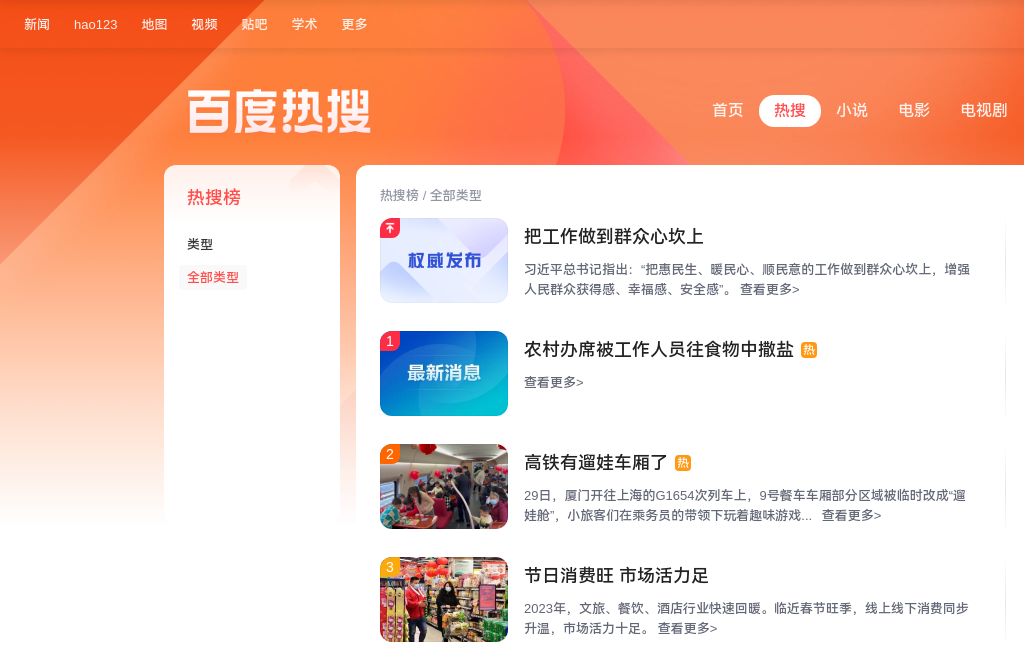 新闻 hao123 地图 视频 贴吧 学术 更多
百度热搜
首页 热搜 小说 电影 电视剧
热搜榜
类型
全部类型
热搜榜 / 全部类型
权威发布
把工作做到群众心坎上
习近平总书记指出：“把惠民生、暖民心、顺民意的工作做到群众心坎上，增强
人民群众获得感、幸福感、安全感”。 查看更多>
1
最新消息
农村办席被工作人员往食物中撒盐 热
查看更多>
2
高铁有遛娃车厢了 热
29日，厦门开往上海的G1654次列车上，9号餐车车厢部分区域被临时改成“遛
娃舱”，小旅客们在乘务员的带领下玩着趣味游戏... 查看更多>
3
节日消费旺 市场活力足
2023年，文旅、餐饮、酒店行业快速回暖。临近春节旺季，线上线下消费同步
升温，市场活力十足。 查看更多>